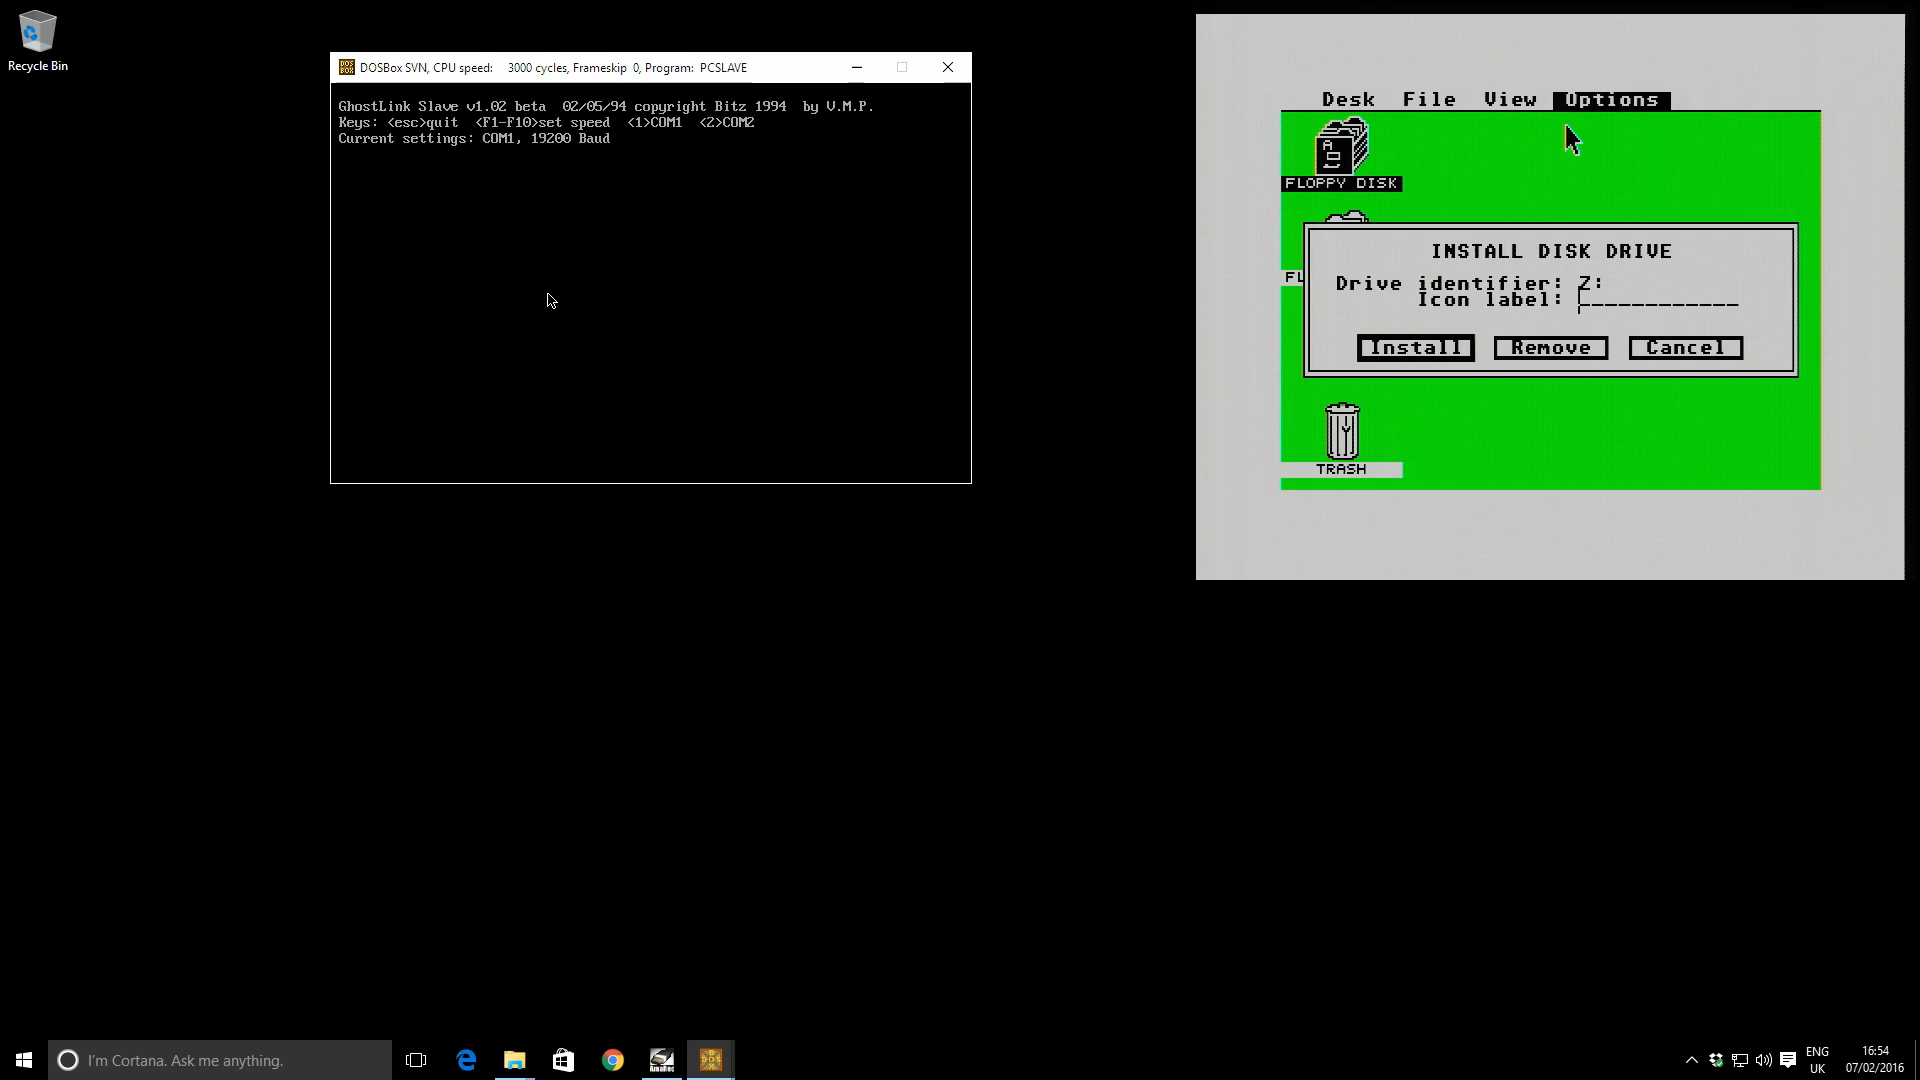 Recycle Bin
DOSBox SVN, CPU speed: 3000 cycles, Frameskip 0, Program: PCSLAVE
GhostLink Slave v1.02 beta 02/05/94 copyright Bitz 1994 by V.M.P.
Keys: <esc>quit <F1-F10>set speed <1>COM1 <2>COM2
Current settings: COM1, 19200 Baud
Desk File View Options
A
FLOPPY DISK
FL
INSTALL DISK DRIVE
Drive identifier: Z:
Icon label: ____________
Install Remove Cancel
TRASH
I'm Cortana. Ask me anything.
AmaRec
DOS
ENG
UK
16:54
07/02/2016